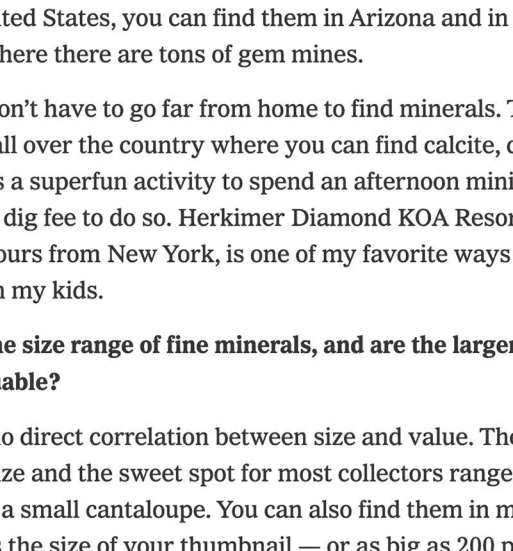 ted States, you can find them in Arizona and in
here there are tons of gem mines.
on’t have to go far from home to find minerals. T
all over the country where you can find calcite, c
s a superfun activity to spend an afternoon mini
dig fee to do so. Herkimer Diamond KOA Resor
ours from New York, is one of my favorite ways
n my kids.
e size range of fine minerals, and are the larger
able?
o direct correlation between size and value. The
ze and the sweet spot for most collectors range
a small cantaloupe. You can also find them in m
s the size of your thumbnail — or as big as 200 p